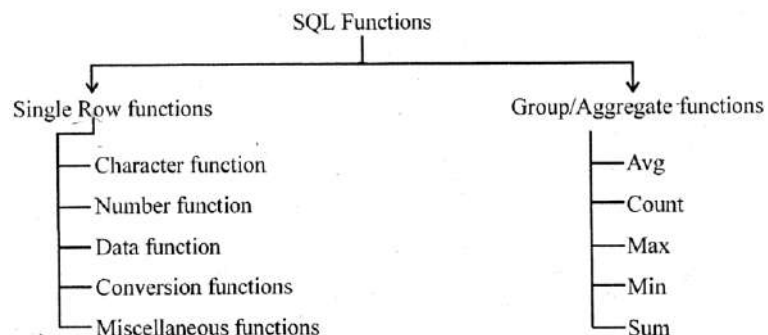 SQL Functions
Single Row functions
Character function
Number function
Data function
Conversion functions
Miscellaneous functions
Group/Aggregate functions
Avg
Count
Max
Min
Sum